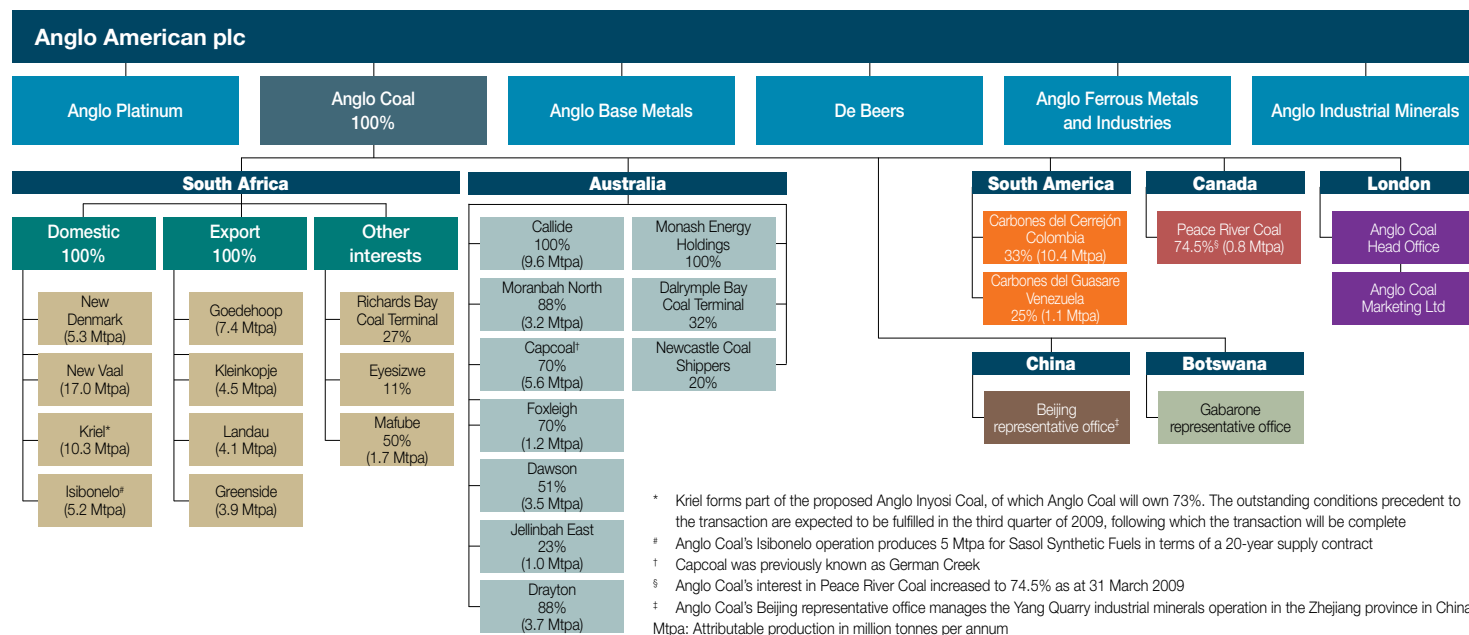 Anglo American plc
Anglo Platinum
Anglo Coal
100%
Anglo Base Metals
De Beers
Anglo Ferrous Metals
and Industries
Anglo Industrial Minerals
South Africa
Domestic
100%
New
Denmark
(5.3 Mtpa)
New Vaal
(17.0 Mtpa)
Kriel*
(10.3 Mtpa)
Isibonelo#
(5.2 Mtpa)
Export
100%
Goedehoop
(7.4 Mtpa)
Kleinkopje
(4.5 Mtpa)
Landau
(4.1 Mtpa)
Greenside
(3.9 Mtpa)
Other
interests
Richards Bay
Coal Terminal
27%
Eyesizwe
11%
Mafube
50%
(1.7 Mtpa)
Australia
Callide
100%
(9.6 Mtpa)
Moranbah North
88%
(3.2 Mtpa)
Capcoal†
70%
(5.6 Mtpa)
Foxleigh
70%
(1.2 Mtpa)
Dawson
51%
(3.5 Mtpa)
Jellinbah East
23%
(1.0 Mtpa)
Drayton
88%
(3.7 Mtpa)
Monash Energy
Holdings
100%
Dalrymple Bay
Coal Terminal
32%
Newcastle Coal
Shippers
20%
South America
Carbones del Cerrejón
Colombia
33% (10.4 Mtpa)
Carbones del Guasare
Venezuela
25% (1.1 Mtpa)
Canada
Peace River Coal
74.5%§ (0.8 Mtpa)
London
Anglo Coal
Head Office
Anglo Coal
Marketing Ltd
China
Beijing
representative office‡
Botswana
Gabarone
representative office
* Kriel forms part of the proposed Anglo Inyosi Coal, of which Anglo Coal will own 73%. The outstanding conditions precedent to
the transaction are expected to be fulfilled in the third quarter of 2009, following which the transaction will be complete
# Anglo Coal's Isibonelo operation produces 5 Mtpa for Sasol Synthetic Fuels in terms of a 20-year supply contract
† Capcoal was previously known as German Creek
§ Anglo Coal's interest in Peace River Coal increased to 74.5% as at 31 March 2009
‡ Anglo Coal's Beijing representative office manages the Yang Quarry industrial minerals operation in the Zhejiang province in China
Mtpa: Attributable production in million tonnes per annum